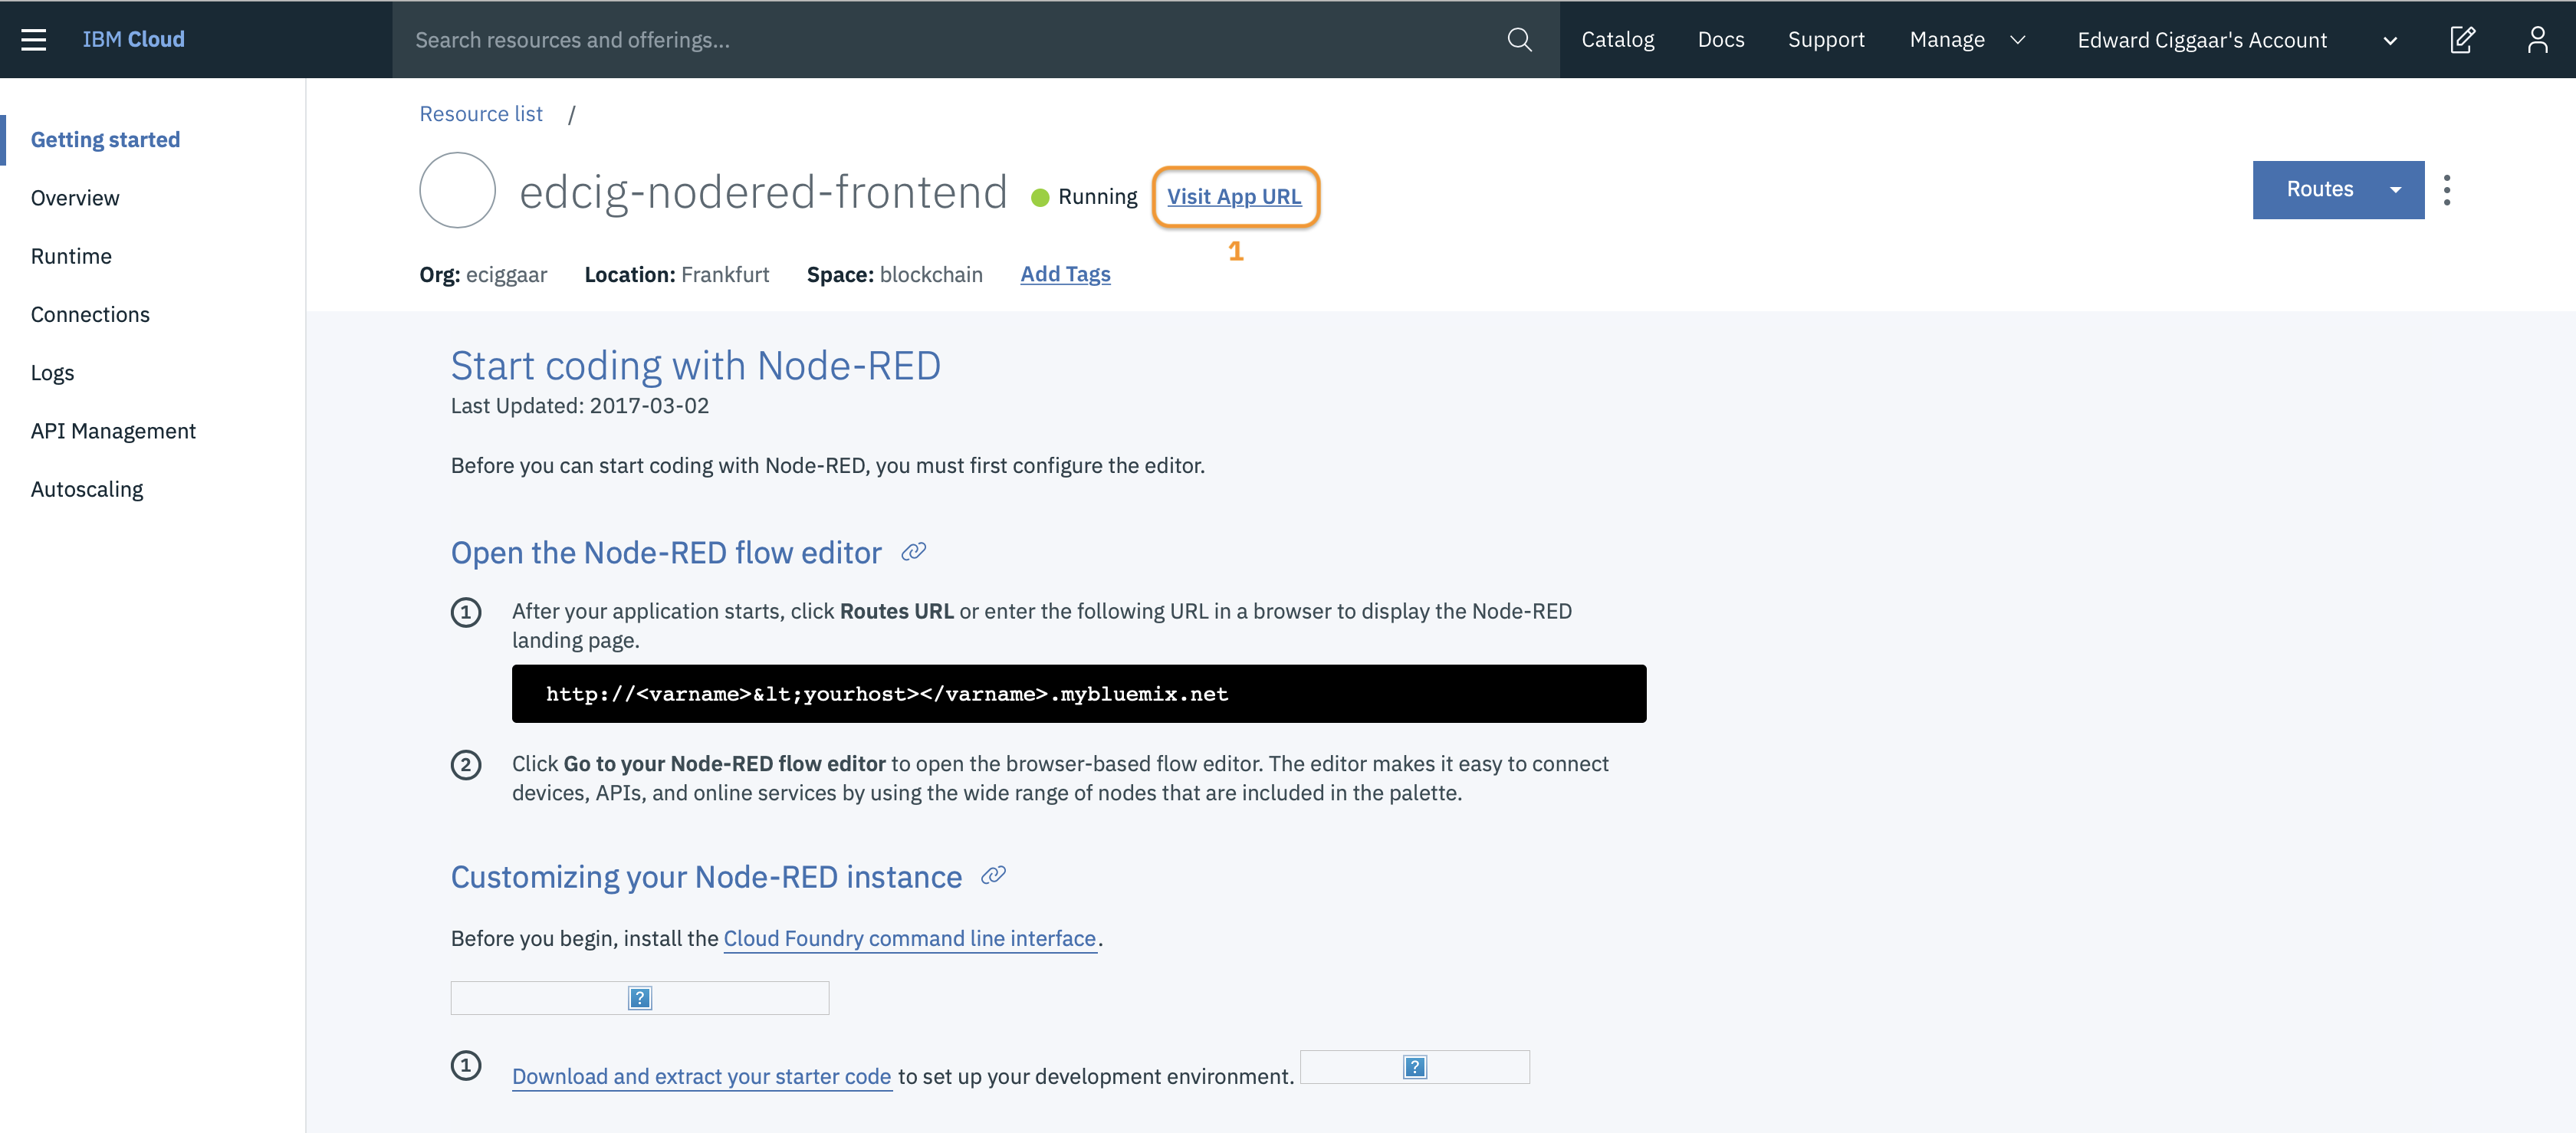 IBM Cloud
Search resources and offerings...
Catalog
Docs
Support
Manage
Edward Ciggaar's Account
Getting started
Overview
Runtime
Connections
Logs
API Management
Autoscaling
Resource list /
edcig-nodered-frontend
Running
Visit App URL
1
Routes
Org: eciggaar
Location: Frankfurt
Space: blockchain
Add Tags
Start coding with Node-RED
Last Updated: 2017-03-02
Before you can start coding with Node-RED, you must first configure the editor.
Open the Node-RED flow editor
1 After your application starts, click Routes URL or enter the following URL in a browser to display the Node-RED
landing page.
http://<varname>&lt;yourhost></varname>.mybluemix.net
2 Click Go to your Node-RED flow editor to open the browser-based flow editor. The editor makes it easy to connect
devices, APIs, and online services by using the wide range of nodes that are included in the palette.
Customizing your Node-RED instance
Before you begin, install the Cloud Foundry command line interface.
?
1 Download and extract your starter code to set up your development environment. ?